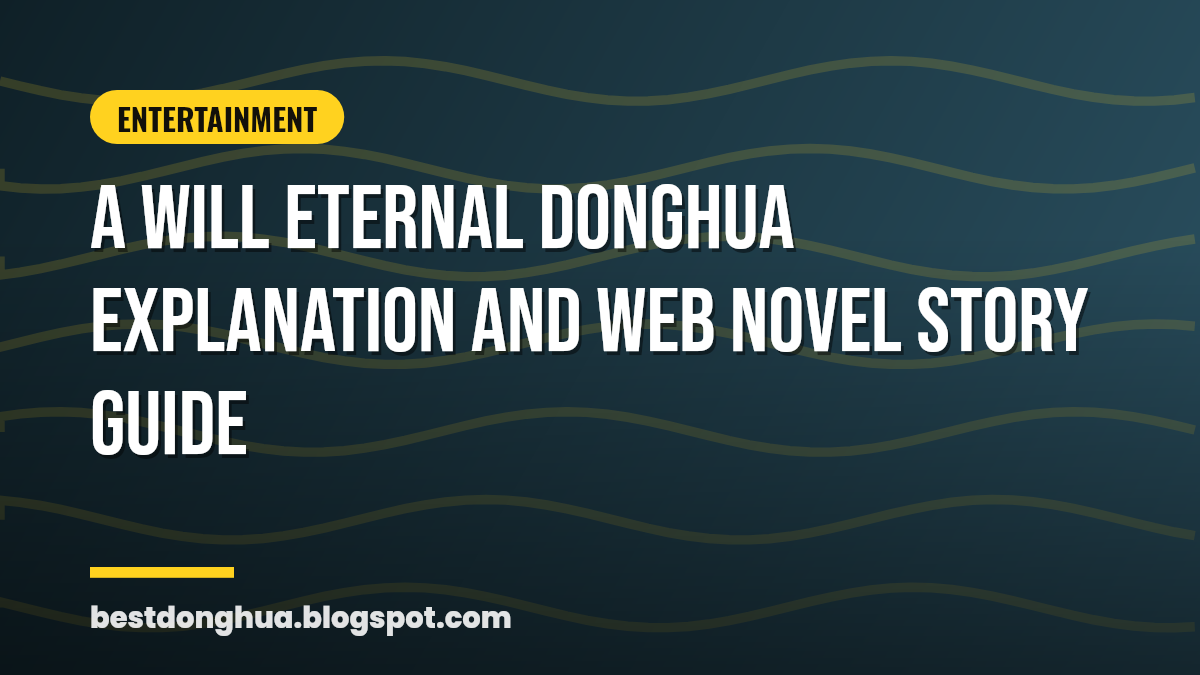 ENTERTAINMENT
A WILL ETERNAL DONGHUA
EXPLANATION AND WEB NOVEL STORY
GUIDE
bestdonghua.blogspot.com